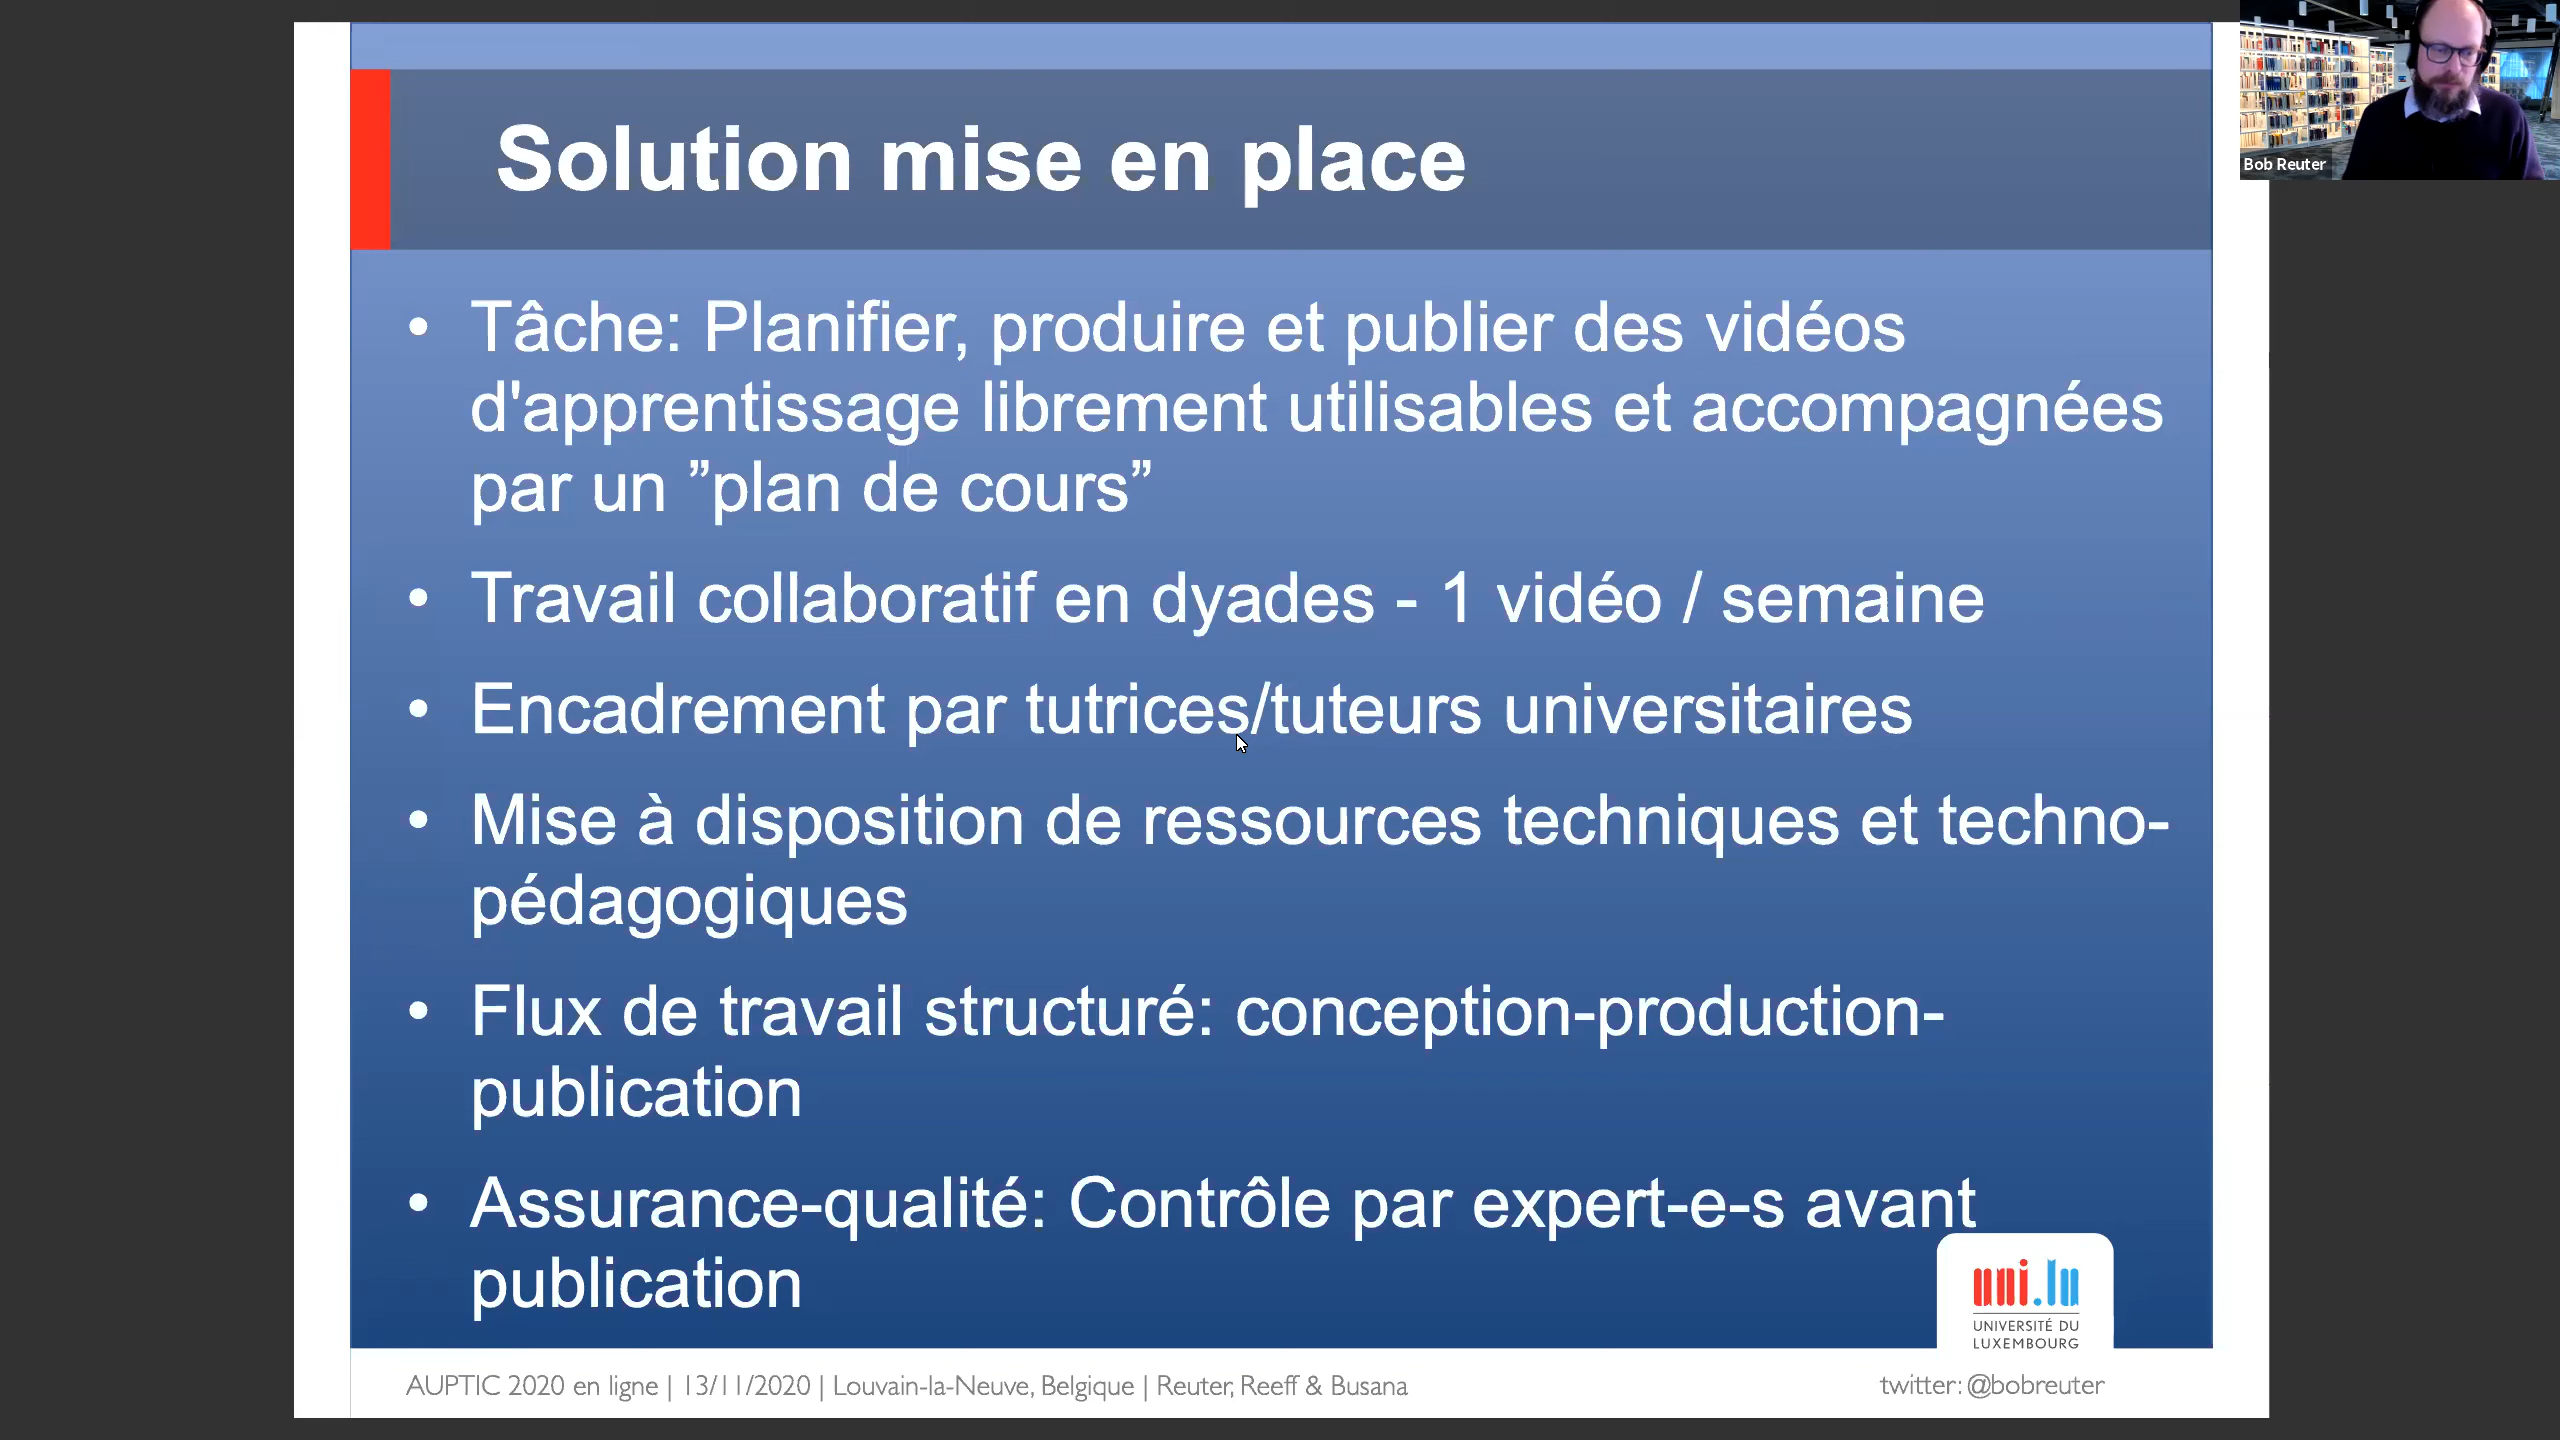 Solution mise en place
Bob Reuter
• Tâche: Planifier, produire et publier des vidéos
d'apprentissage librement utilisables et accompagnées
par un ”plan de cours”
• Travail collaboratif en dyades - 1 vidéo / semaine
• Encadrement par tutrices/tuteurs universitaires
• Mise à disposition de ressources techniques et techno-
pédagogiques
• Flux de travail structuré: conception-production-
publication
• Assurance-qualité: Contrôle par expert-e-s avant
publication
uni.lu
UNIVERSITÉ DU
LUXEMBOURG
AUPTIC 2020 en ligne | 13/11/2020 | Louvain-la-Neuve, Belgique | Reuter, Reeff & Busana
twitter: @bobreuter